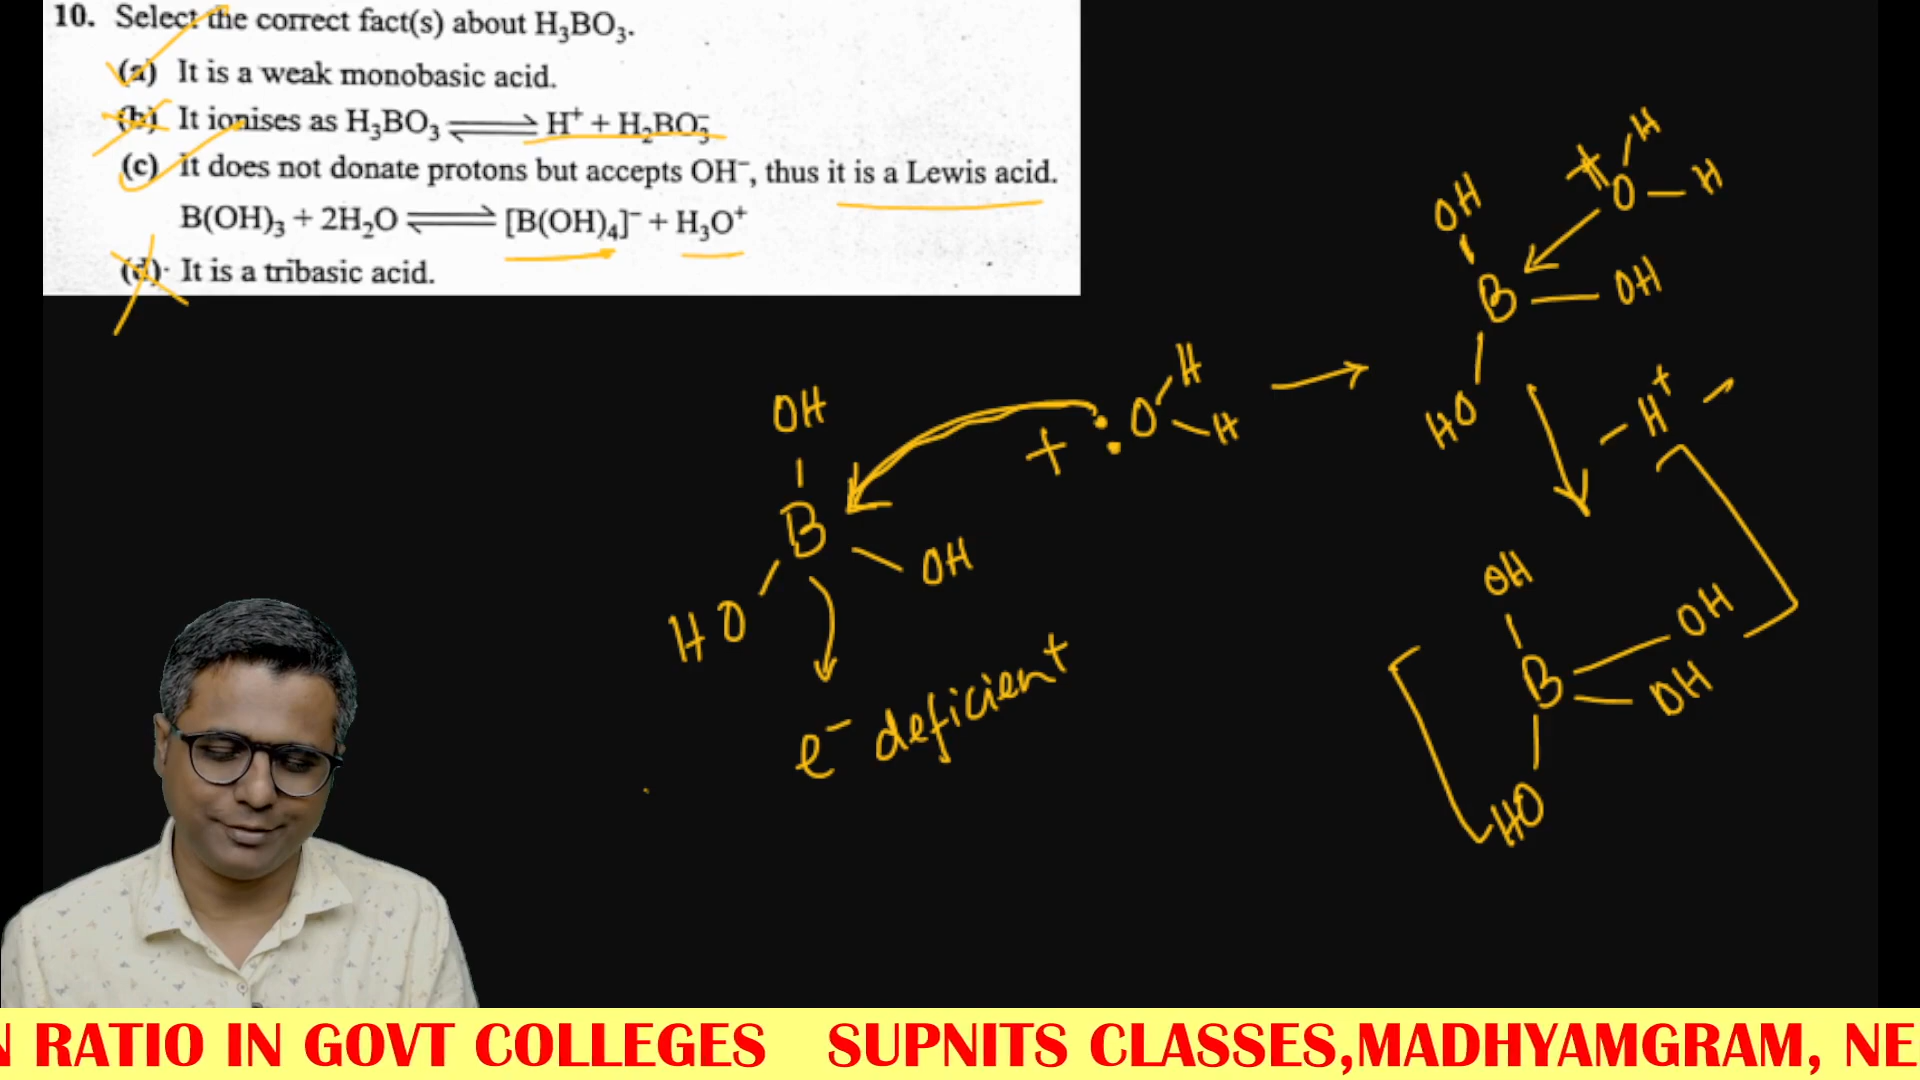 10. Select the correct fact(s) about H₃BO₃.
(a) It is a weak monobasic acid.
(b) It ionises as H₃BO₃ ⇌ H⁺ + H₂BO₃⁻
(c) It does not donate protons but accepts OH⁻, thus it is a Lewis acid.
B(OH)₃ + 2H₂O ⇌ [B(OH)₄]⁻ + H₃O⁺
(d) It is a tribasic acid.
OH
B
HO
OH
e⁻ deficient
+ :O
H
H
→
H
+
O — H
OH
B — OH
HO
- H⁺
-
OH
B
OH
OH
HO
N RATIO IN GOVT COLLEGES SUPNITS CLASSES,MADHYAMGRAM, NE